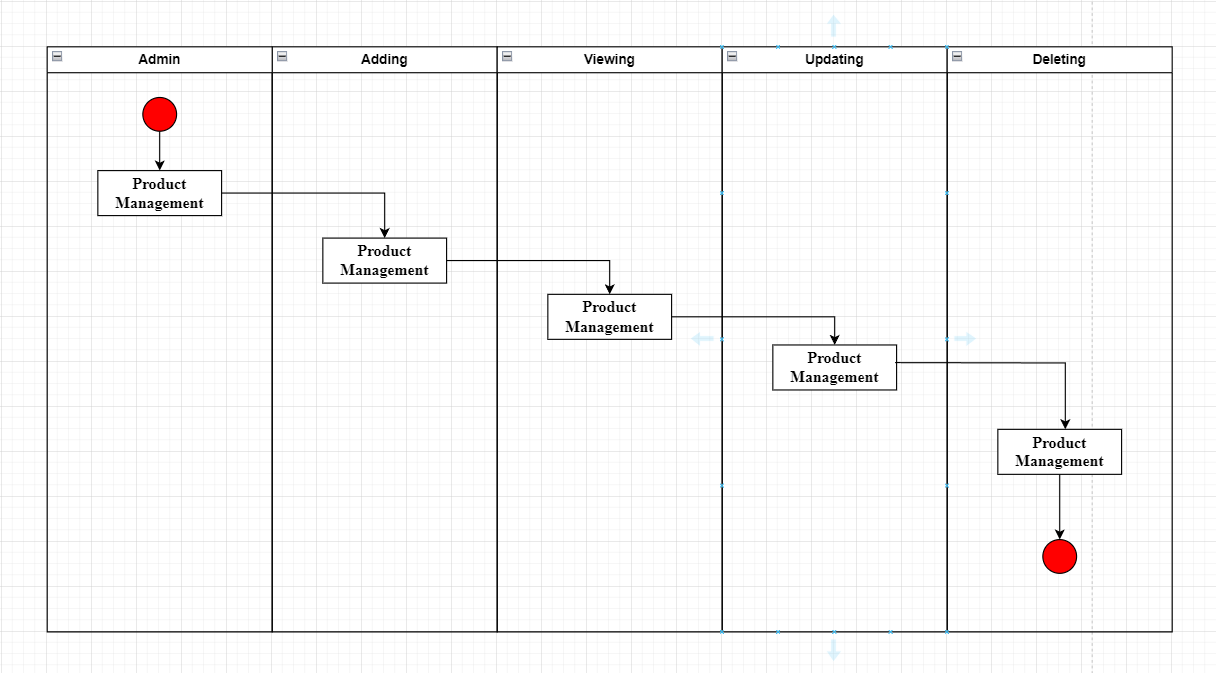 Admin
Adding
Viewing
Updating
Deleting
Product
Management
Product
Management
Product
Management
Product
Management
Product
Management